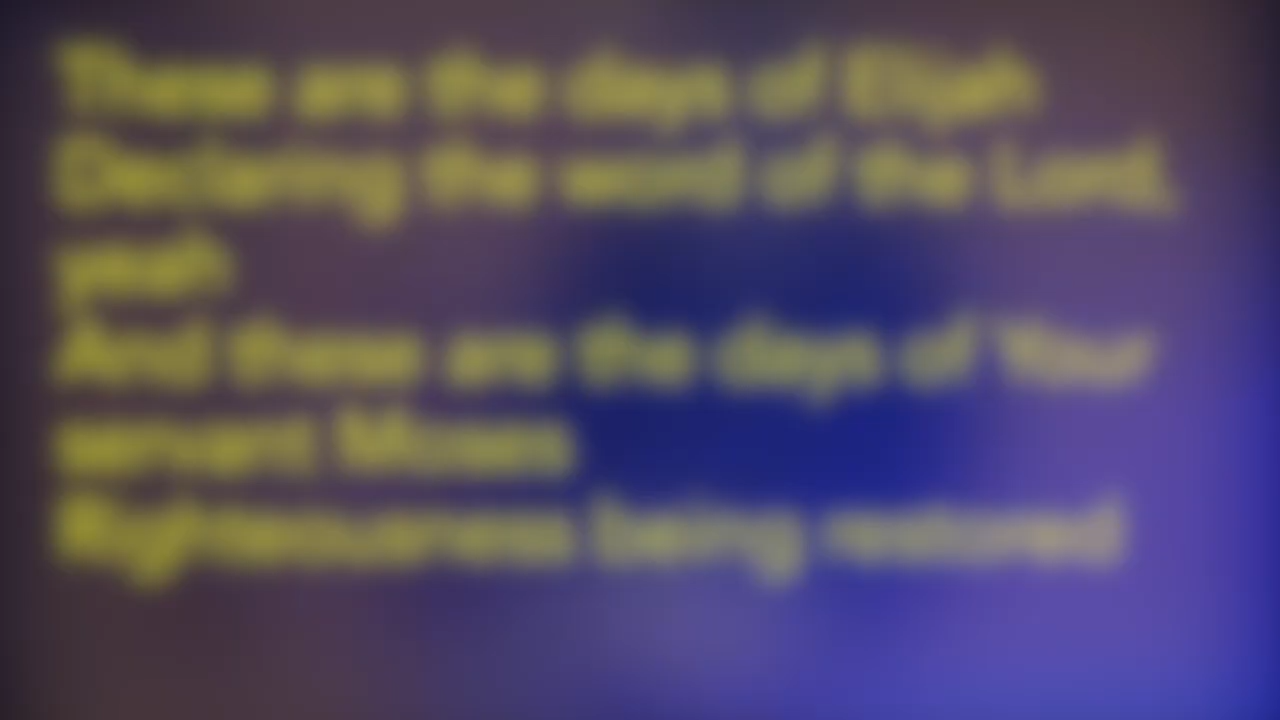 These are the days of Elijah
Declaring the word of the Lord,
yeah
And these are the days of Your
servant Moses
Righteousness being restored